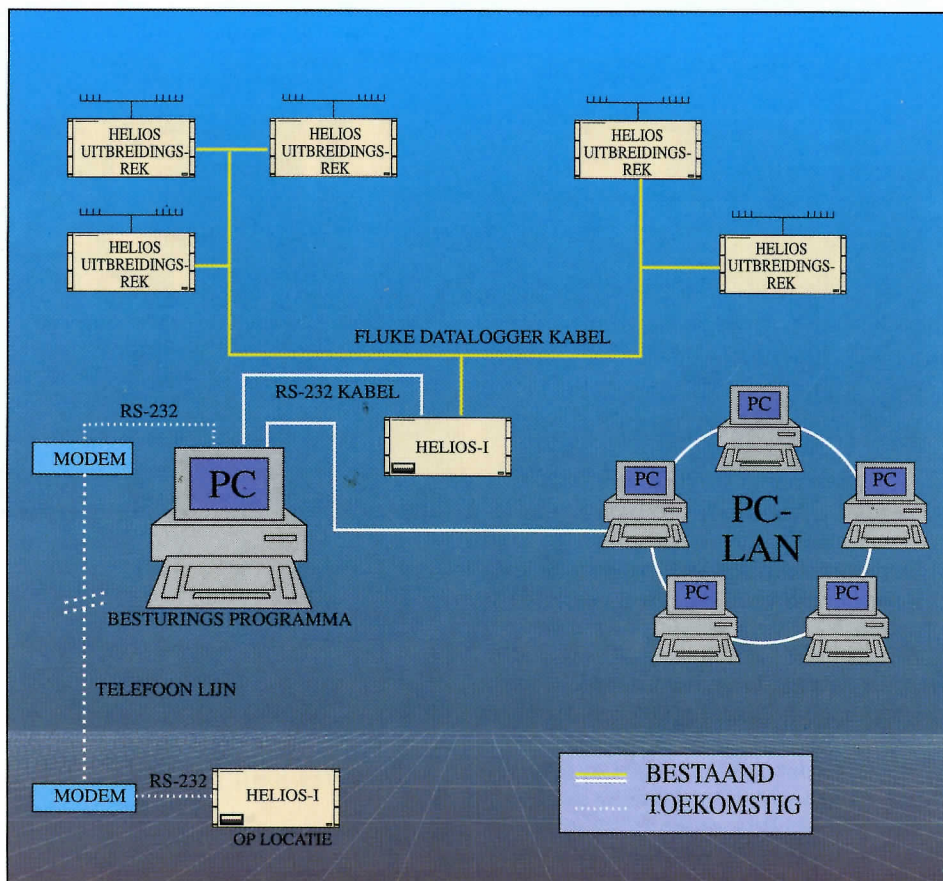 HELIOS
UITBREIDINGS-
REK
HELIOS
UITBREIDINGS-
REK
HELIOS
UITBREIDINGS-
REK
HELIOS
UITBREIDINGS-
REK
HELIOS
UITBREIDINGS-
REK
FLUKE DATALOGGER KABEL
RS-232 KABEL
RS-232
MODEM
PC
HELIOS-I
PC
PC
PC
PC
PC
PC-
LAN
BESTURINGS PROGRAMMA
TELEFOON LIJN
MODEM
RS-232
HELIOS-I
OP LOCATIE
BESTAAND
TOEKOMSTIG